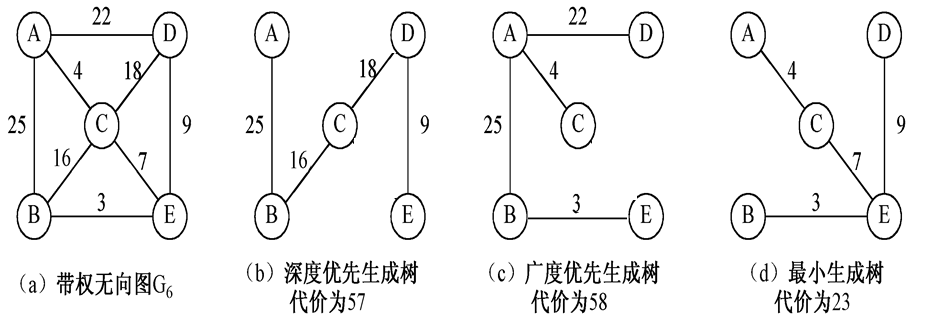 22
A
D
4
18
C
25
9
16
7
3
B
E
(a) 带权无向图G₆
A
D
18
C
25
9
16
B
E
(b) 深度优先生成树
代价为57
22
A
D
4
C
25
3
B
E
(c) 广度优先生成树
代价为58
A
D
4
C
9
7
3
B
E
(d) 最小生成树
代价为23